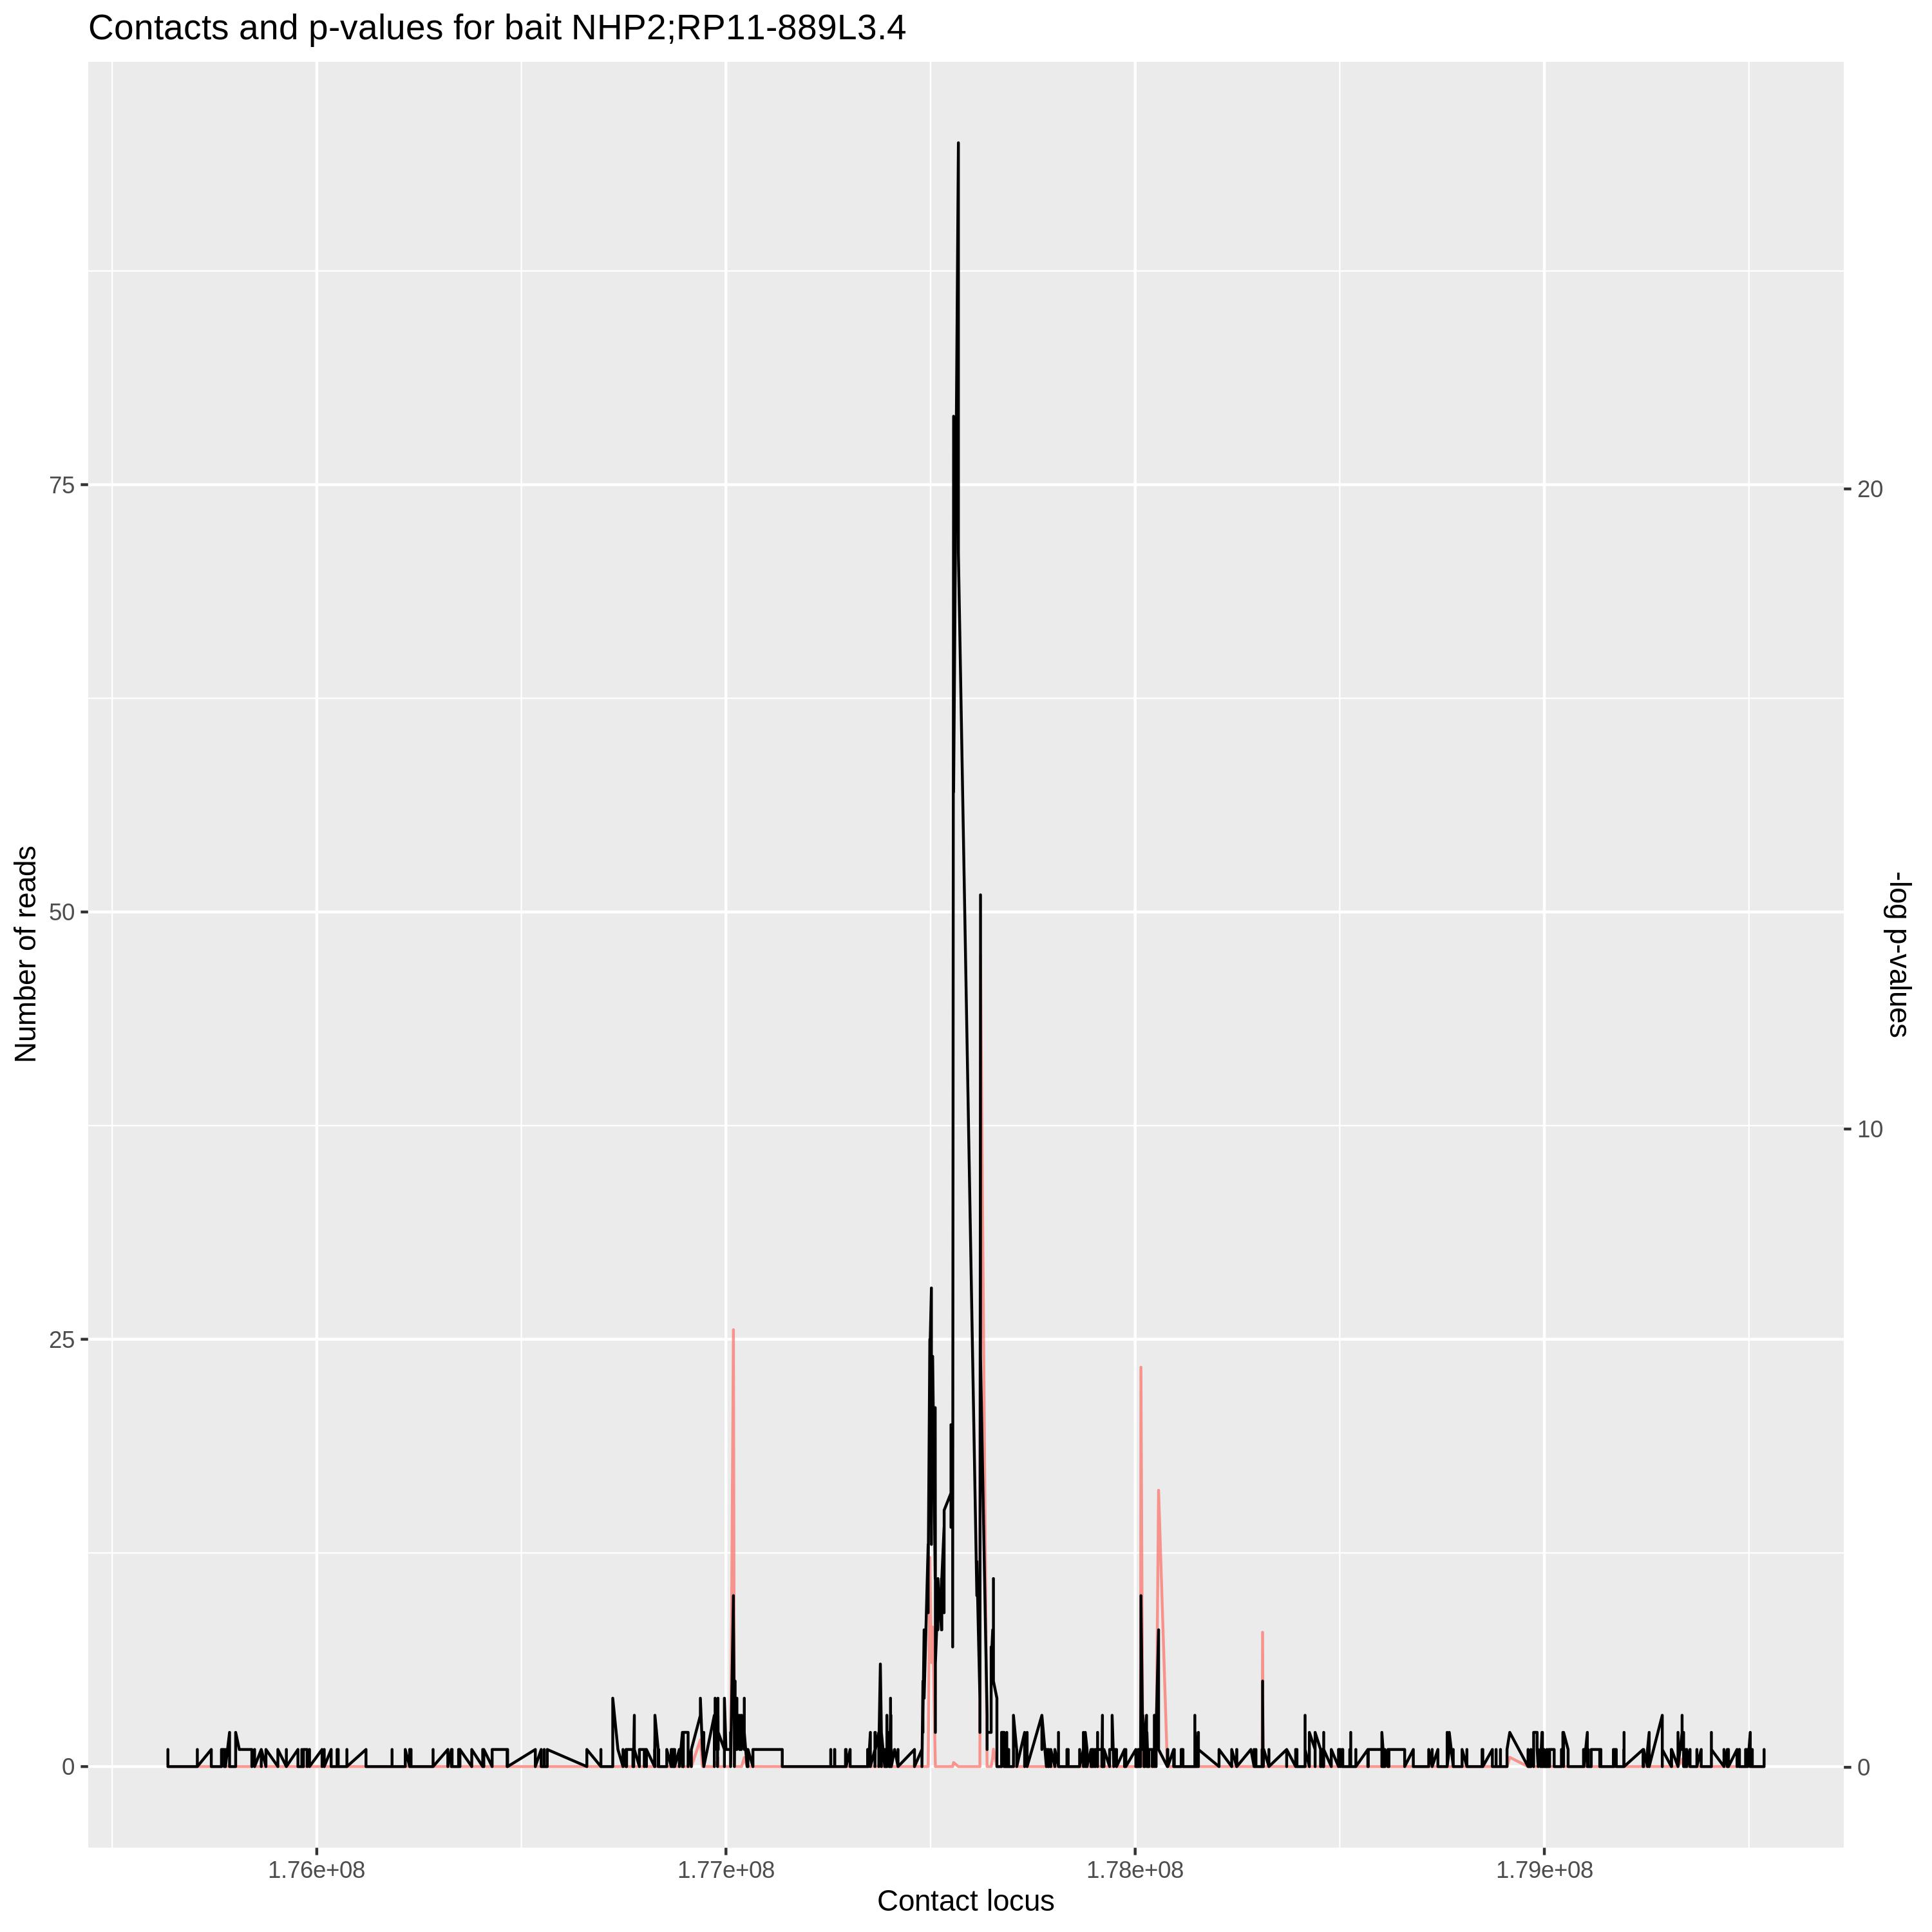 Contacts and p-values for bait NHP2;RP11-889L3.4
Number of reads
75
50
25
0
20
10
0
-log p-values
1.76e+08
1.77e+08
1.78e+08
1.79e+08
Contact locus